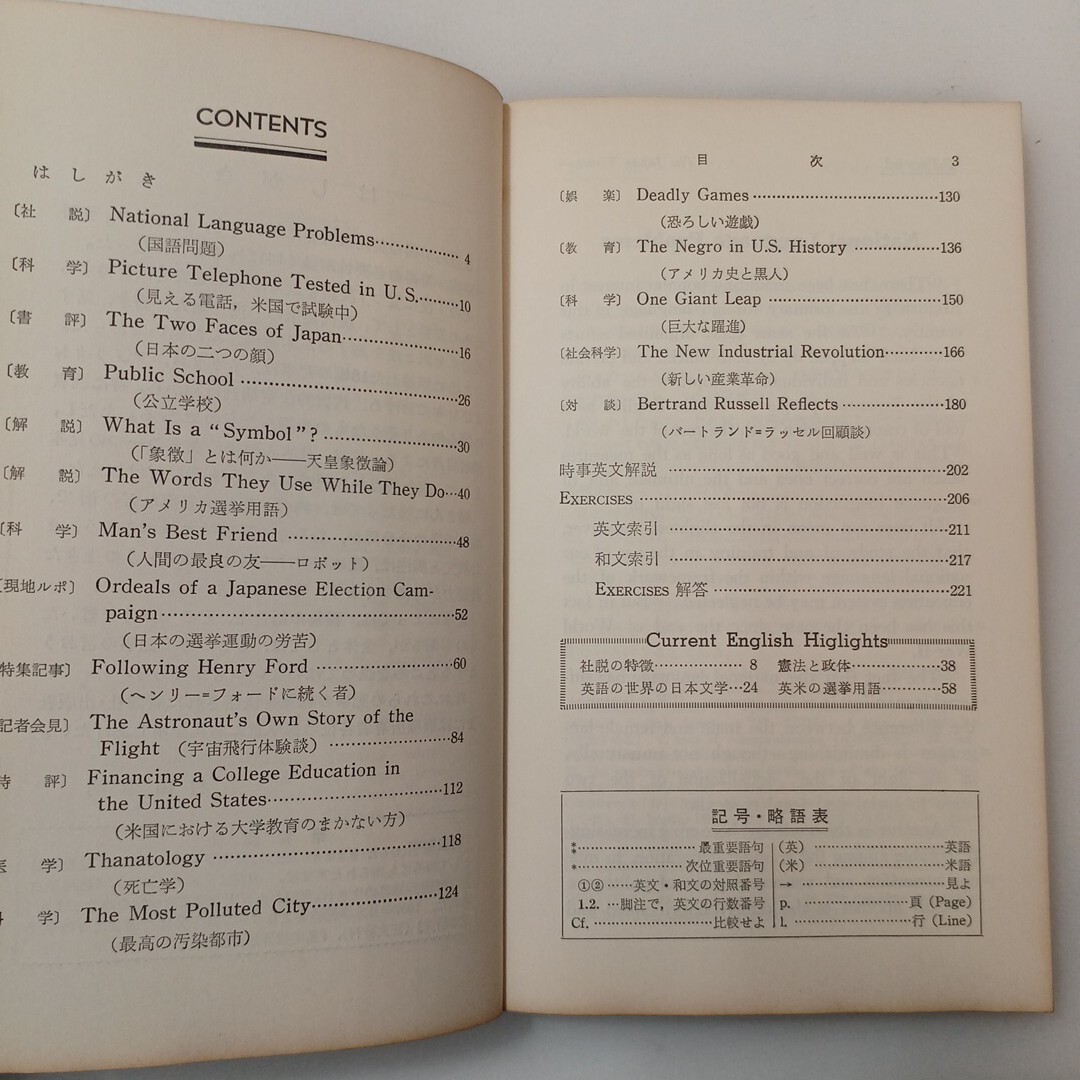 CONTENTS
はしがき
〔社 説〕 National Language Problems 4
（国語問題）
〔科 学〕 Picture Telephone Tested in U.S. 10
（見える電話，米国で試験中）
〔書 評〕 The Two Faces of Japan 16
（日本の二つの顔）
〔教 育〕 Public School 26
（公立学校）
〔解 説〕 What Is a “Symbol”? 30
（「象徴」とは何か――天皇象徴論）
〔解 説〕 The Words They Use While They Do 40
（アメリカ選挙用語）
〔科 学〕 Man's Best Friend 48
（人間の最良の友――ロボット）
〔現地ルポ〕 Ordeals of a Japanese Election Cam-
paign 52
（日本の選挙運動の労苦）
特集記事〕 Following Henry Ford 60
（ヘンリー=フォードに続く者）
記者会見〕 The Astronaut's Own Story of the
Flight （宇宙飛行体験談） 84
評〕 Financing a College Education in
the United States 112
（米国における大学教育のまかない方）
医 学〕 Thanatology 118
（死亡学）
科 学〕 The Most Polluted City 124
（最高の汚染都市）
目 次 3
〔娯 楽〕 Deadly Games 130
（恐ろしい遊戯）
〔教 育〕 The Negro in U.S. History 136
（アメリカ史と黒人）
〔科 学〕 One Giant Leap 150
（巨大な躍進）
〔社会科学〕 The New Industrial Revolution 166
（新しい産業革命）
〔対 談〕 Bertrand Russell Reflects 180
（バートランド=ラッセル回顧談）
時事英文解説 202
EXERCISES 206
英文索引 211
和文索引 217
EXERCISES 解答 221
Current English Higlights
社説の特徴 8 憲法と政体 38
英語の世界の日本文学 24 英米の選挙用語 58
記号・略語表
⁑ 最重要語句 （英） 英語
* 次位重要語句 （米） 米語
①② 英文・和文の対照番号 → 見よ
1.2. 脚注で，英文の行数番号 p. 頁（Page）
Cf. 比較せよ l. 行（Line）